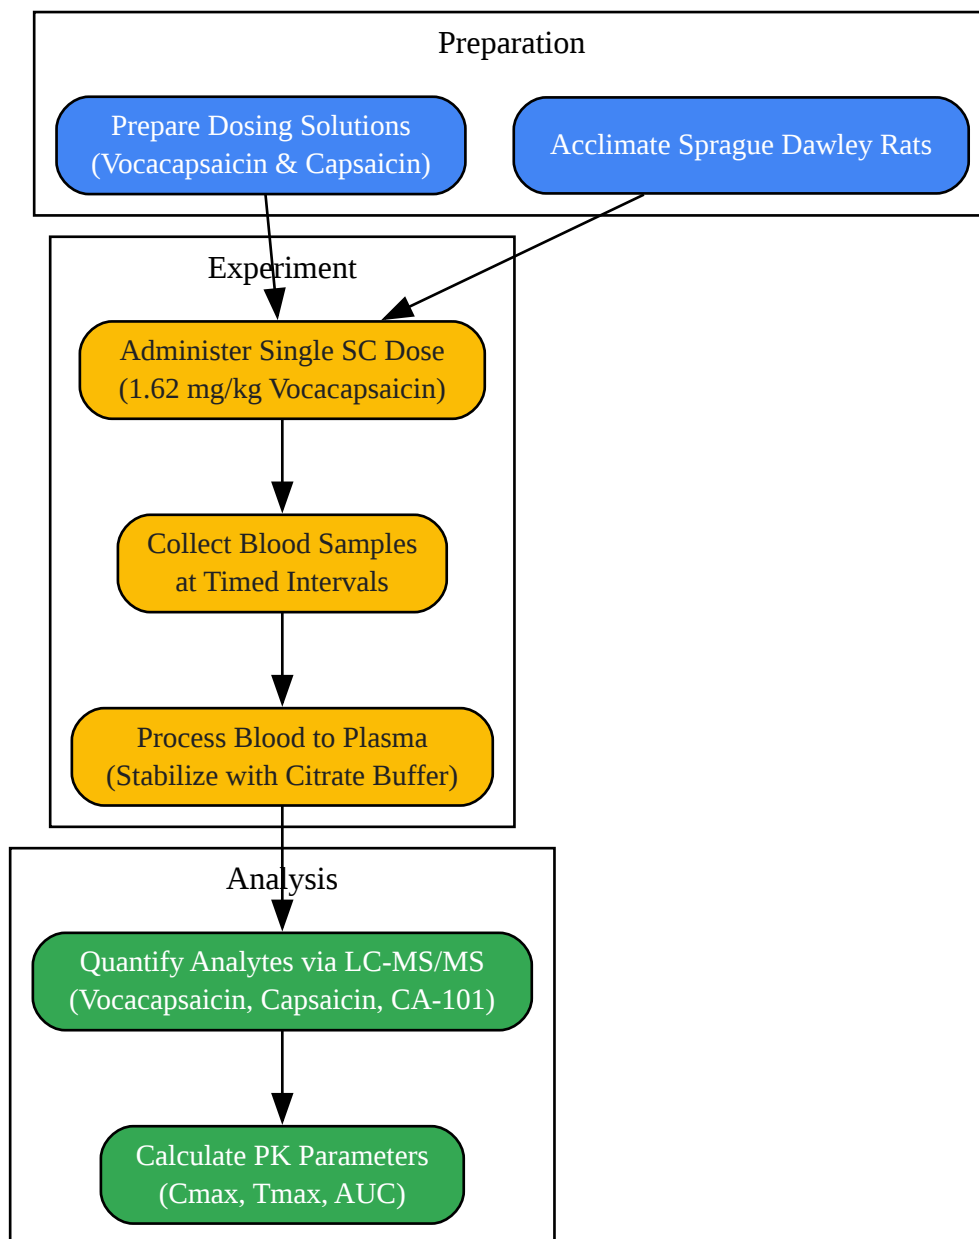 Preparation
Prepare Dosing Solutions
(Vocacapsaicin & Capsaicin)
Acclimate Sprague Dawley Rats
Experiment
Administer Single SC Dose
(1.62 mg/kg Vocacapsaicin)
Collect Blood Samples
at Timed Intervals
Process Blood to Plasma
(Stabilize with Citrate Buffer)
Analysis
Quantify Analytes via LC-MS/MS
(Vocacapsaicin, Capsaicin, CA-101)
Calculate PK Parameters
(Cmax, Tmax, AUC)